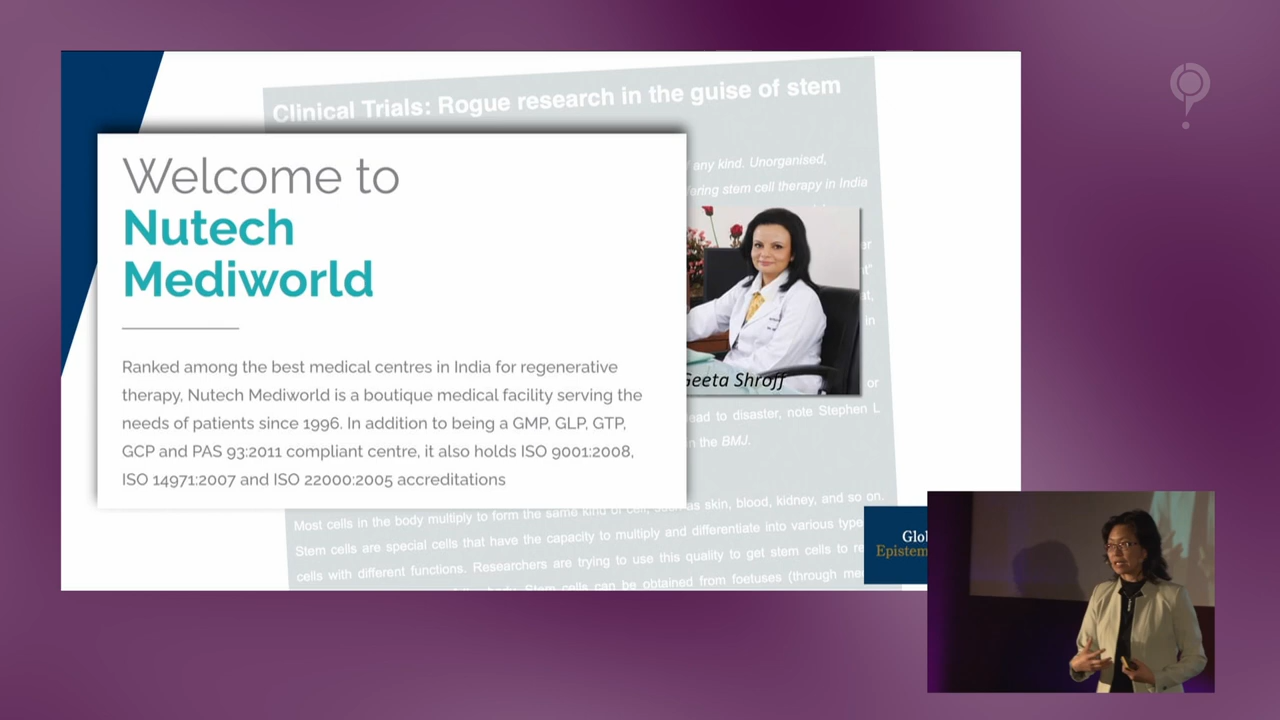 Clinical Trials: Rogue research in the guise of stem
any kind. Unorganised,
stem cell therapy in India
Welcome to
Nutech
Mediworld
Ranked among the best medical centres in India for regenerative
therapy, Nutech Mediworld is a boutique medical facility serving the
needs of patients since 1996. In addition to being a GMP, GLP, GTP,
GCP and PAS 93:2011 compliant centre, it also holds ISO 9001:2008,
ISO 14971:2007 and ISO 22000:2005 accreditations
in
Geeta Shroff
or
to disaster, note Stephen L
in the BMJ.
Most cells in the body multiply to form the same kind of cell, such as skin, blood, kidney, and so on.
Stem cells are special cells that have the capacity to multiply and differentiate into various
cells with different functions. Researchers are trying to use this quality to get stem cells to
Stem cells can be obtained from foetuses (through